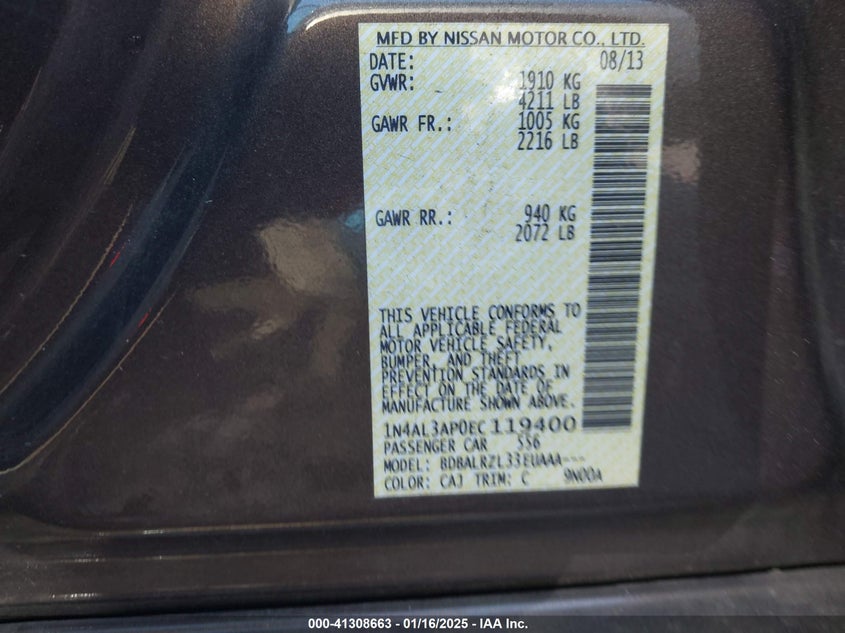 MFD BY NISSAN MOTOR CO., LTD.
DATE: 08/13
GVWR: 1910 KG
4211 LB
GAWR FR.: 1005 KG
2216 LB
GAWR RR.: 940 KG
2072 LB
THIS VEHICLE CONFORMS TO
ALL APPLICABLE FEDERAL
MOTOR VEHICLE SAFETY,
BUMPER, AND THEFT
PREVENTION STANDARDS IN
EFFECT ON THE DATE OF
MANUFACTURE SHOWN ABOVE.
1N4AL3AP0EC 119400
PASSENGER CAR 556
MODEL: BDBALRZL33EUAAA---
COLOR: CAJ TRIM: C 9N00A
000-41308663 - 01/16/2025 - IAA Inc.